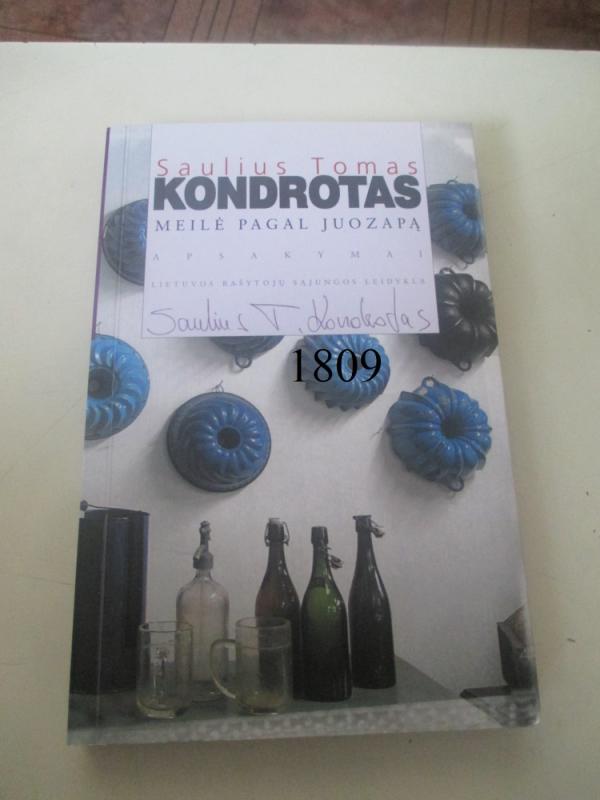 Saulius Tomas
KONDROTAS
MEILĖ PAGAL JUOZAPĄ
APSAKYMAI
LIETUVOS RAŠYTOJŲ SĄJUNGOS LEIDYKLA
Saulius T. Kondrotas
1809